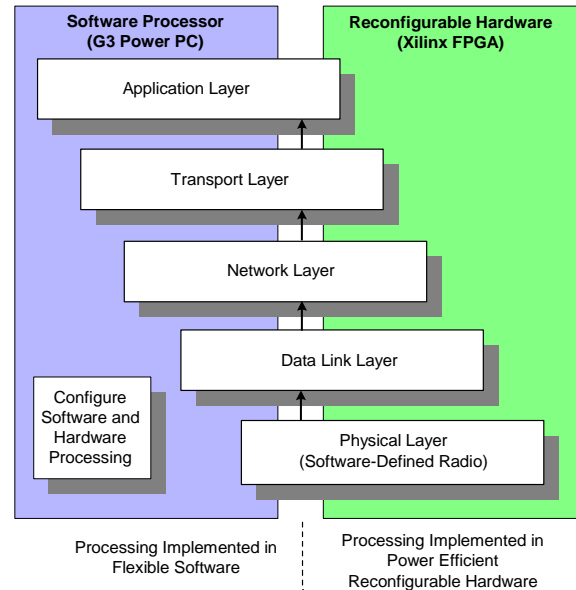 Software Processor
(G3 Power PC)
Reconfigurable Hardware
(Xilinx FPGA)
Application Layer
Transport Layer
Network Layer
Data Link Layer
Configure
Software and
Hardware
Processing
Physical Layer
(Software-Defined Radio)
Processing Implemented in
Flexible Software
Processing Implemented in
Power Efficient
Reconfigurable Hardware